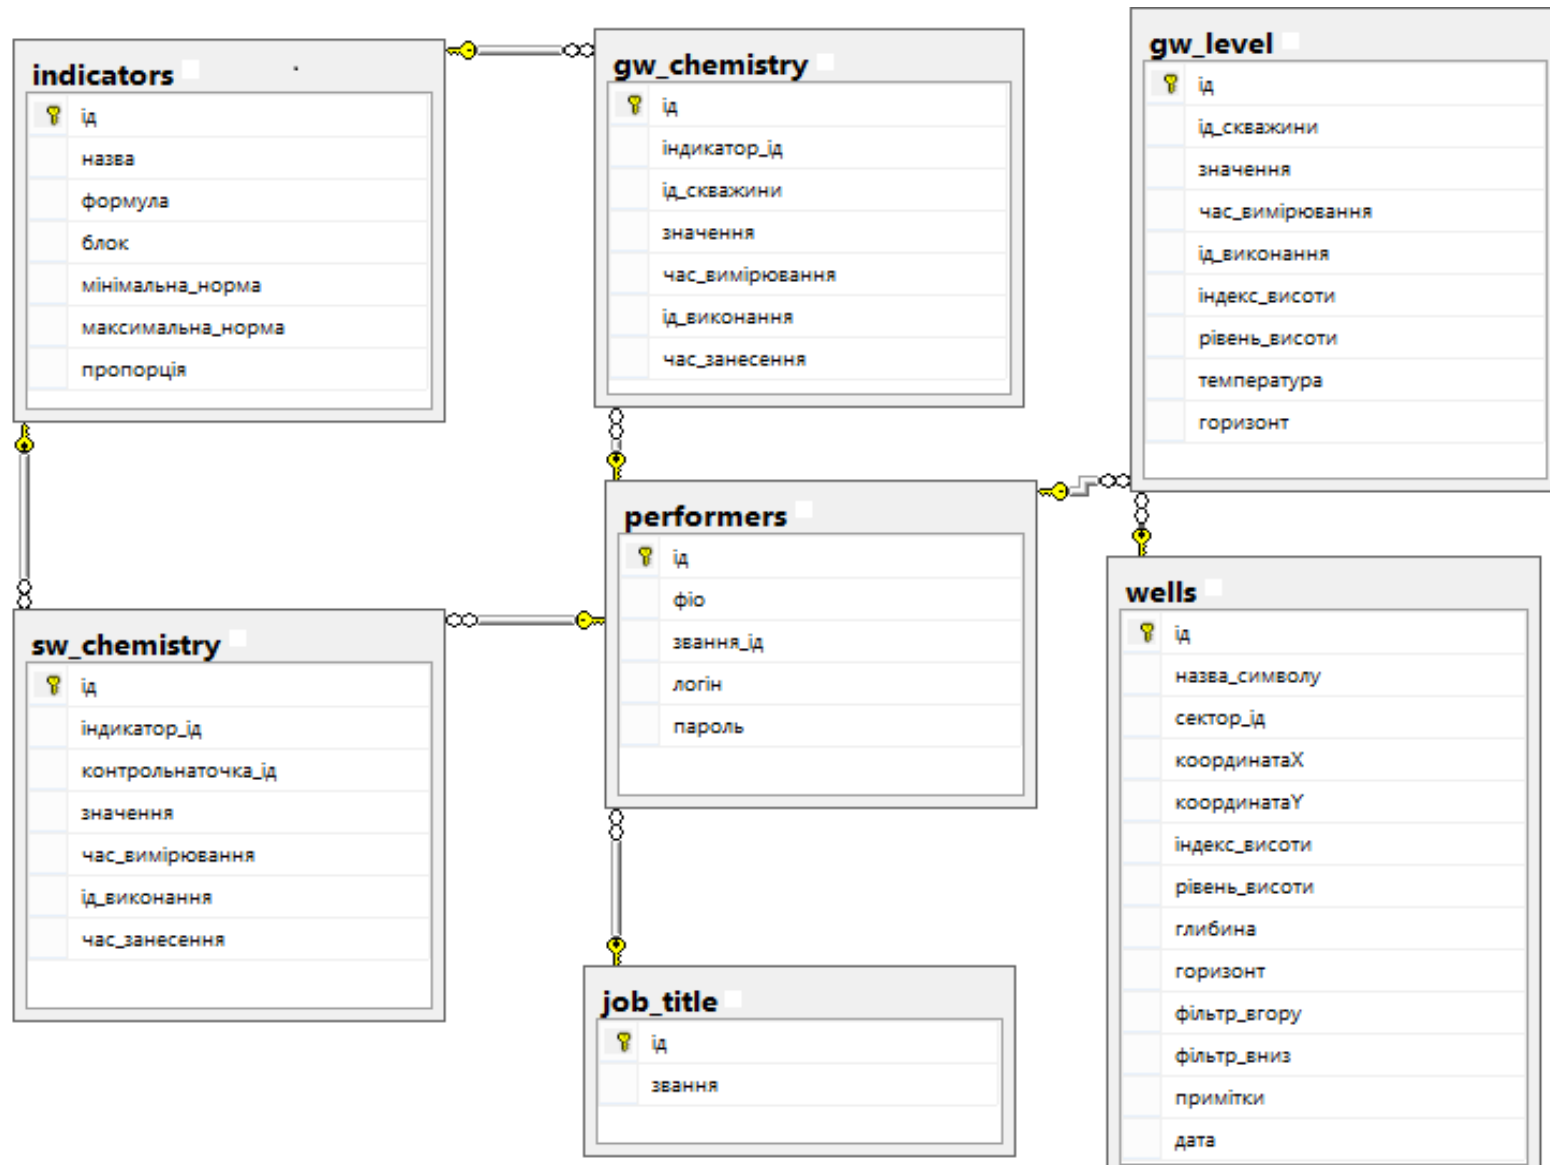 indicators
ід
назва
формула
блок
мінімальна_норма
максимальна_норма
пропорція
gw_chemistry
ід
індикатор_ід
ід_скважини
значення
час_вимірювання
ід_виконання
час_занесення
gw_level
ід
ід_скважини
значення
час_вимірювання
ід_виконання
індекс_висоти
рівень_висоти
температура
горизонт
performers
ід
фіо
звання_ід
логін
пароль
sw_chemistry
ід
індикатор_ід
контрольнаточка_ід
значення
час_вимірювання
ід_виконання
час_занесення
job_title
ід
звання
wells
ід
назва_символу
сектор_ід
координатаX
координатаY
індекс_висоти
рівень_висоти
глибина
горизонт
фільтр_вгору
фільтр_вниз
примітки
дата